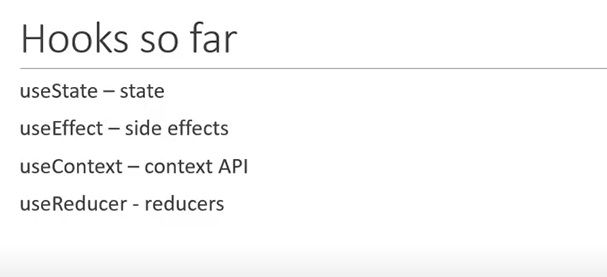 Hooks so far
useState – state
useEffect – side effects
useContext – context API
useReducer - reducers